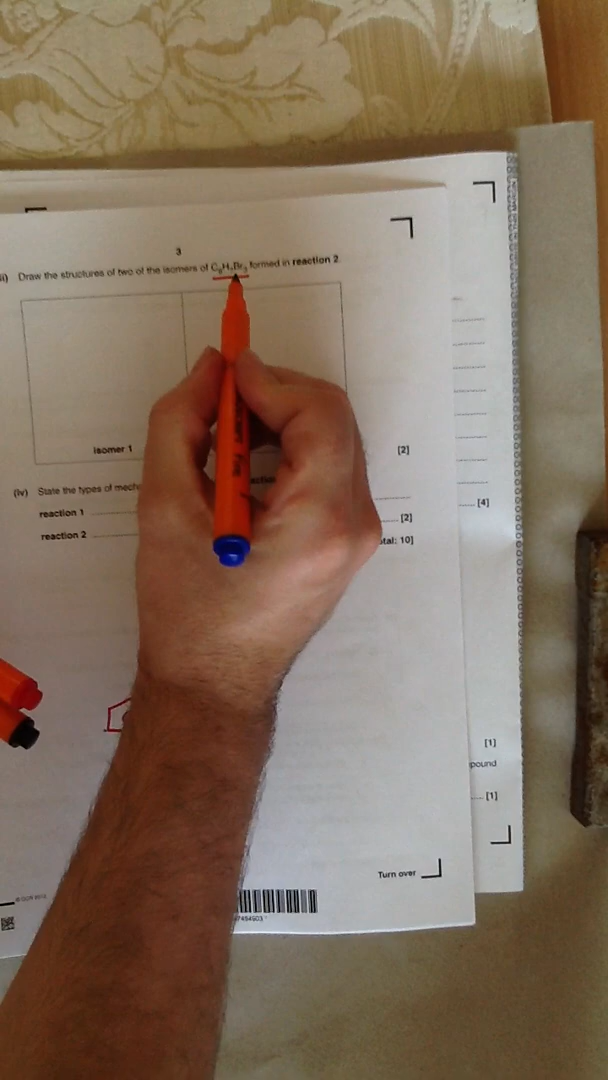 3
Draw the structures of two of the isomers of C₈H₇Br₃ formed in reaction 2.
isomer 1
[2]
(iv) State the types of mech
reaction 1
[2]
reaction 2
tal: 10]
[4]
[1]
pound
[1]
Turn over